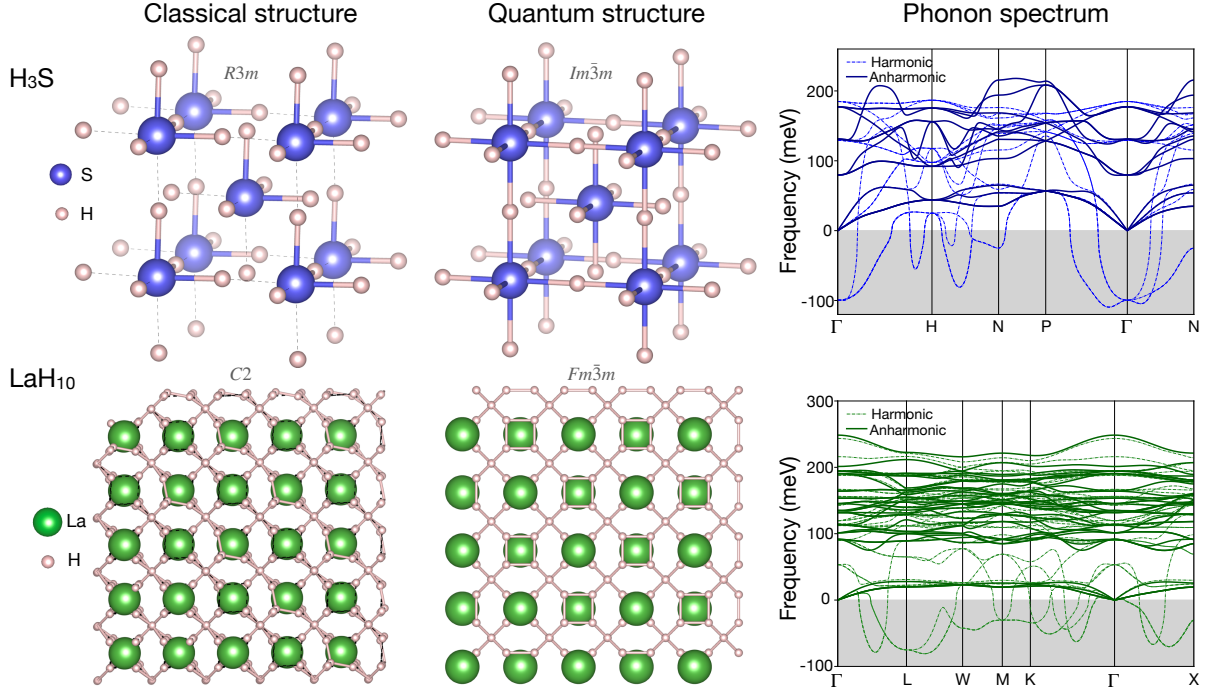 Classical structure
Quantum structure
Phonon spectrum
H₃S
R3m
Im3̄m
S
H
Harmonic
Anharmonic
Frequency (meV)
200
100
0
-100
Γ
H
N
P
Γ
N
LaH₁₀
C2
Fm3̄m
La
H
Harmonic
Anharmonic
Frequency (meV)
300
200
100
0
-100
Γ
L
W
M
K
Γ
X